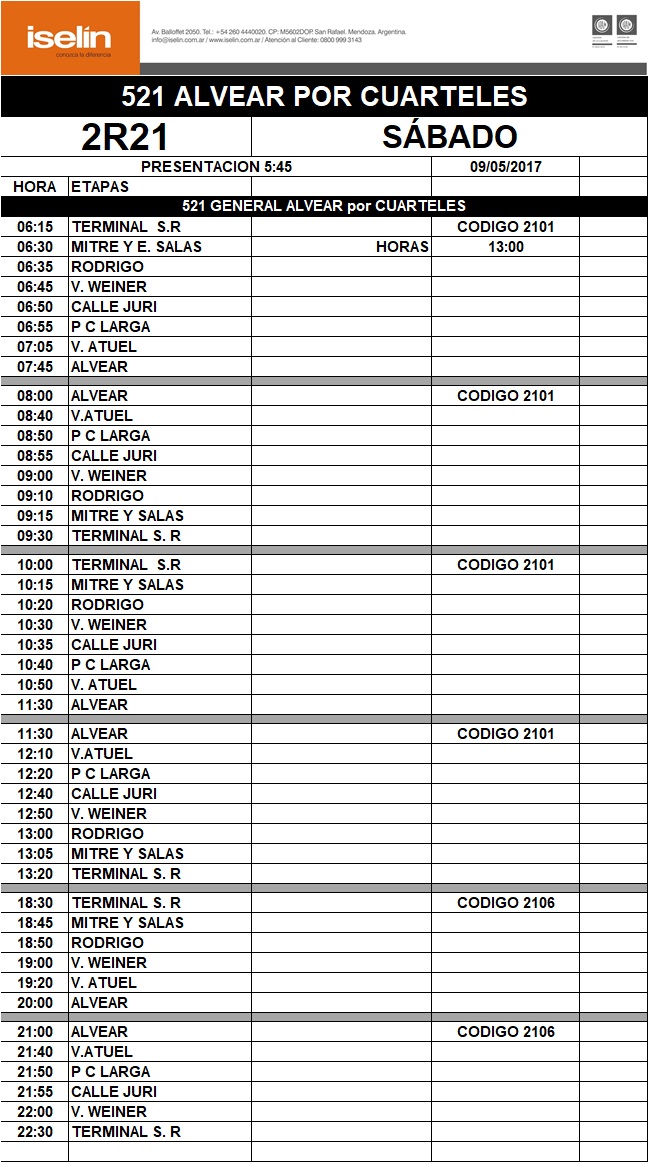 iselín
conozca la diferencia
Av. Balloffet 2050. Tel.: +54 260 4440020. CP: M5602DOP. San Rafael. Mendoza. Argentina.
info@iselin.com.ar / www.iselin.com.ar / Atención al Cliente: 0800 999 3143
521 ALVEAR POR CUARTELES
2R21 SÁBADO
PRESENTACION 5:45 09/05/2017
HORA ETAPAS
521 GENERAL ALVEAR por CUARTELES
06:15 TERMINAL S.R CODIGO 2101
06:30 MITRE Y E. SALAS HORAS 13:00
06:35 RODRIGO
06:45 V. WEINER
06:50 CALLE JURI
06:55 P C LARGA
07:05 V. ATUEL
07:45 ALVEAR
08:00 ALVEAR CODIGO 2101
08:40 V.ATUEL
08:50 P C LARGA
08:55 CALLE JURI
09:00 V. WEINER
09:10 RODRIGO
09:15 MITRE Y SALAS
09:30 TERMINAL S. R
10:00 TERMINAL S.R CODIGO 2101
10:15 MITRE Y SALAS
10:20 RODRIGO
10:30 V. WEINER
10:35 CALLE JURI
10:40 P C LARGA
10:50 V. ATUEL
11:30 ALVEAR
11:30 ALVEAR CODIGO 2101
12:10 V.ATUEL
12:20 P C LARGA
12:40 CALLE JURI
12:50 V. WEINER
13:00 RODRIGO
13:05 MITRE Y SALAS
13:20 TERMINAL S. R
18:30 TERMINAL S. R CODIGO 2106
18:45 MITRE Y SALAS
18:50 RODRIGO
19:00 V. WEINER
19:20 V. ATUEL
20:00 ALVEAR
21:00 ALVEAR CODIGO 2106
21:40 V.ATUEL
21:50 P C LARGA
21:55 CALLE JURI
22:00 V. WEINER
22:30 TERMINAL S. R